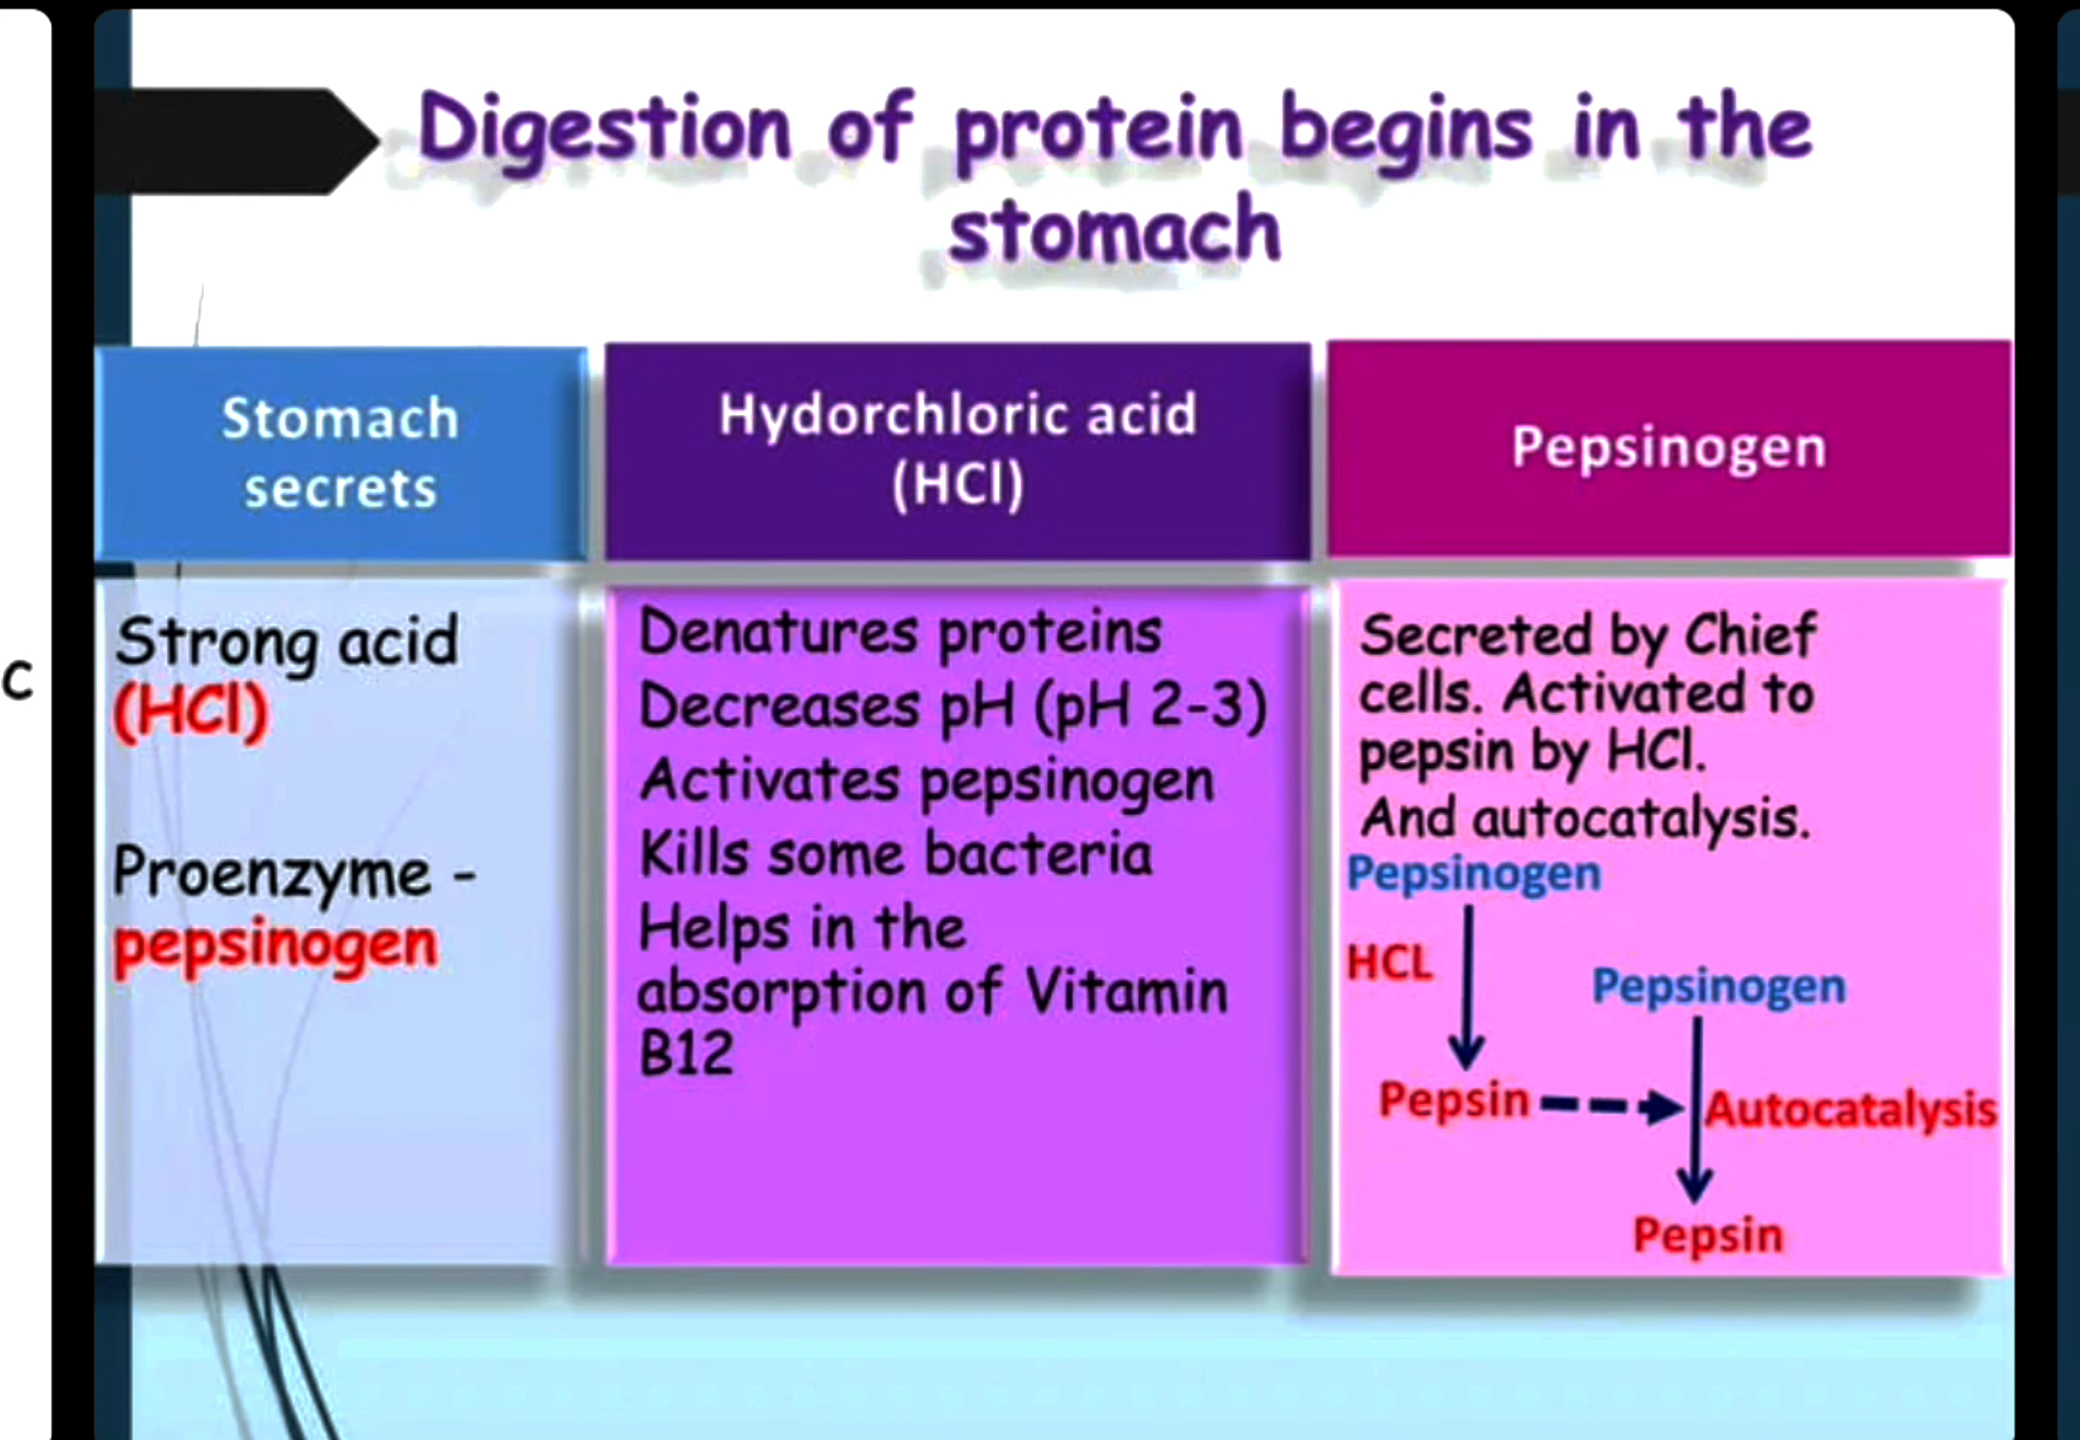 Digestion of protein begins in the
stomach
Stomach
secrets
Hydorchloric acid
(HCl)
Pepsinogen
c
Strong acid
(HCl)
Proenzyme -
pepsinogen
Denatures proteins
Decreases pH (pH 2-3)
Activates pepsinogen
Kills some bacteria
Helps in the
absorption of Vitamin
B12
Secreted by Chief
cells. Activated to
pepsin by HCl.
And autocatalysis.
Pepsinogen
HCL
Pepsinogen
Pepsin
Autocatalysis
Pepsin